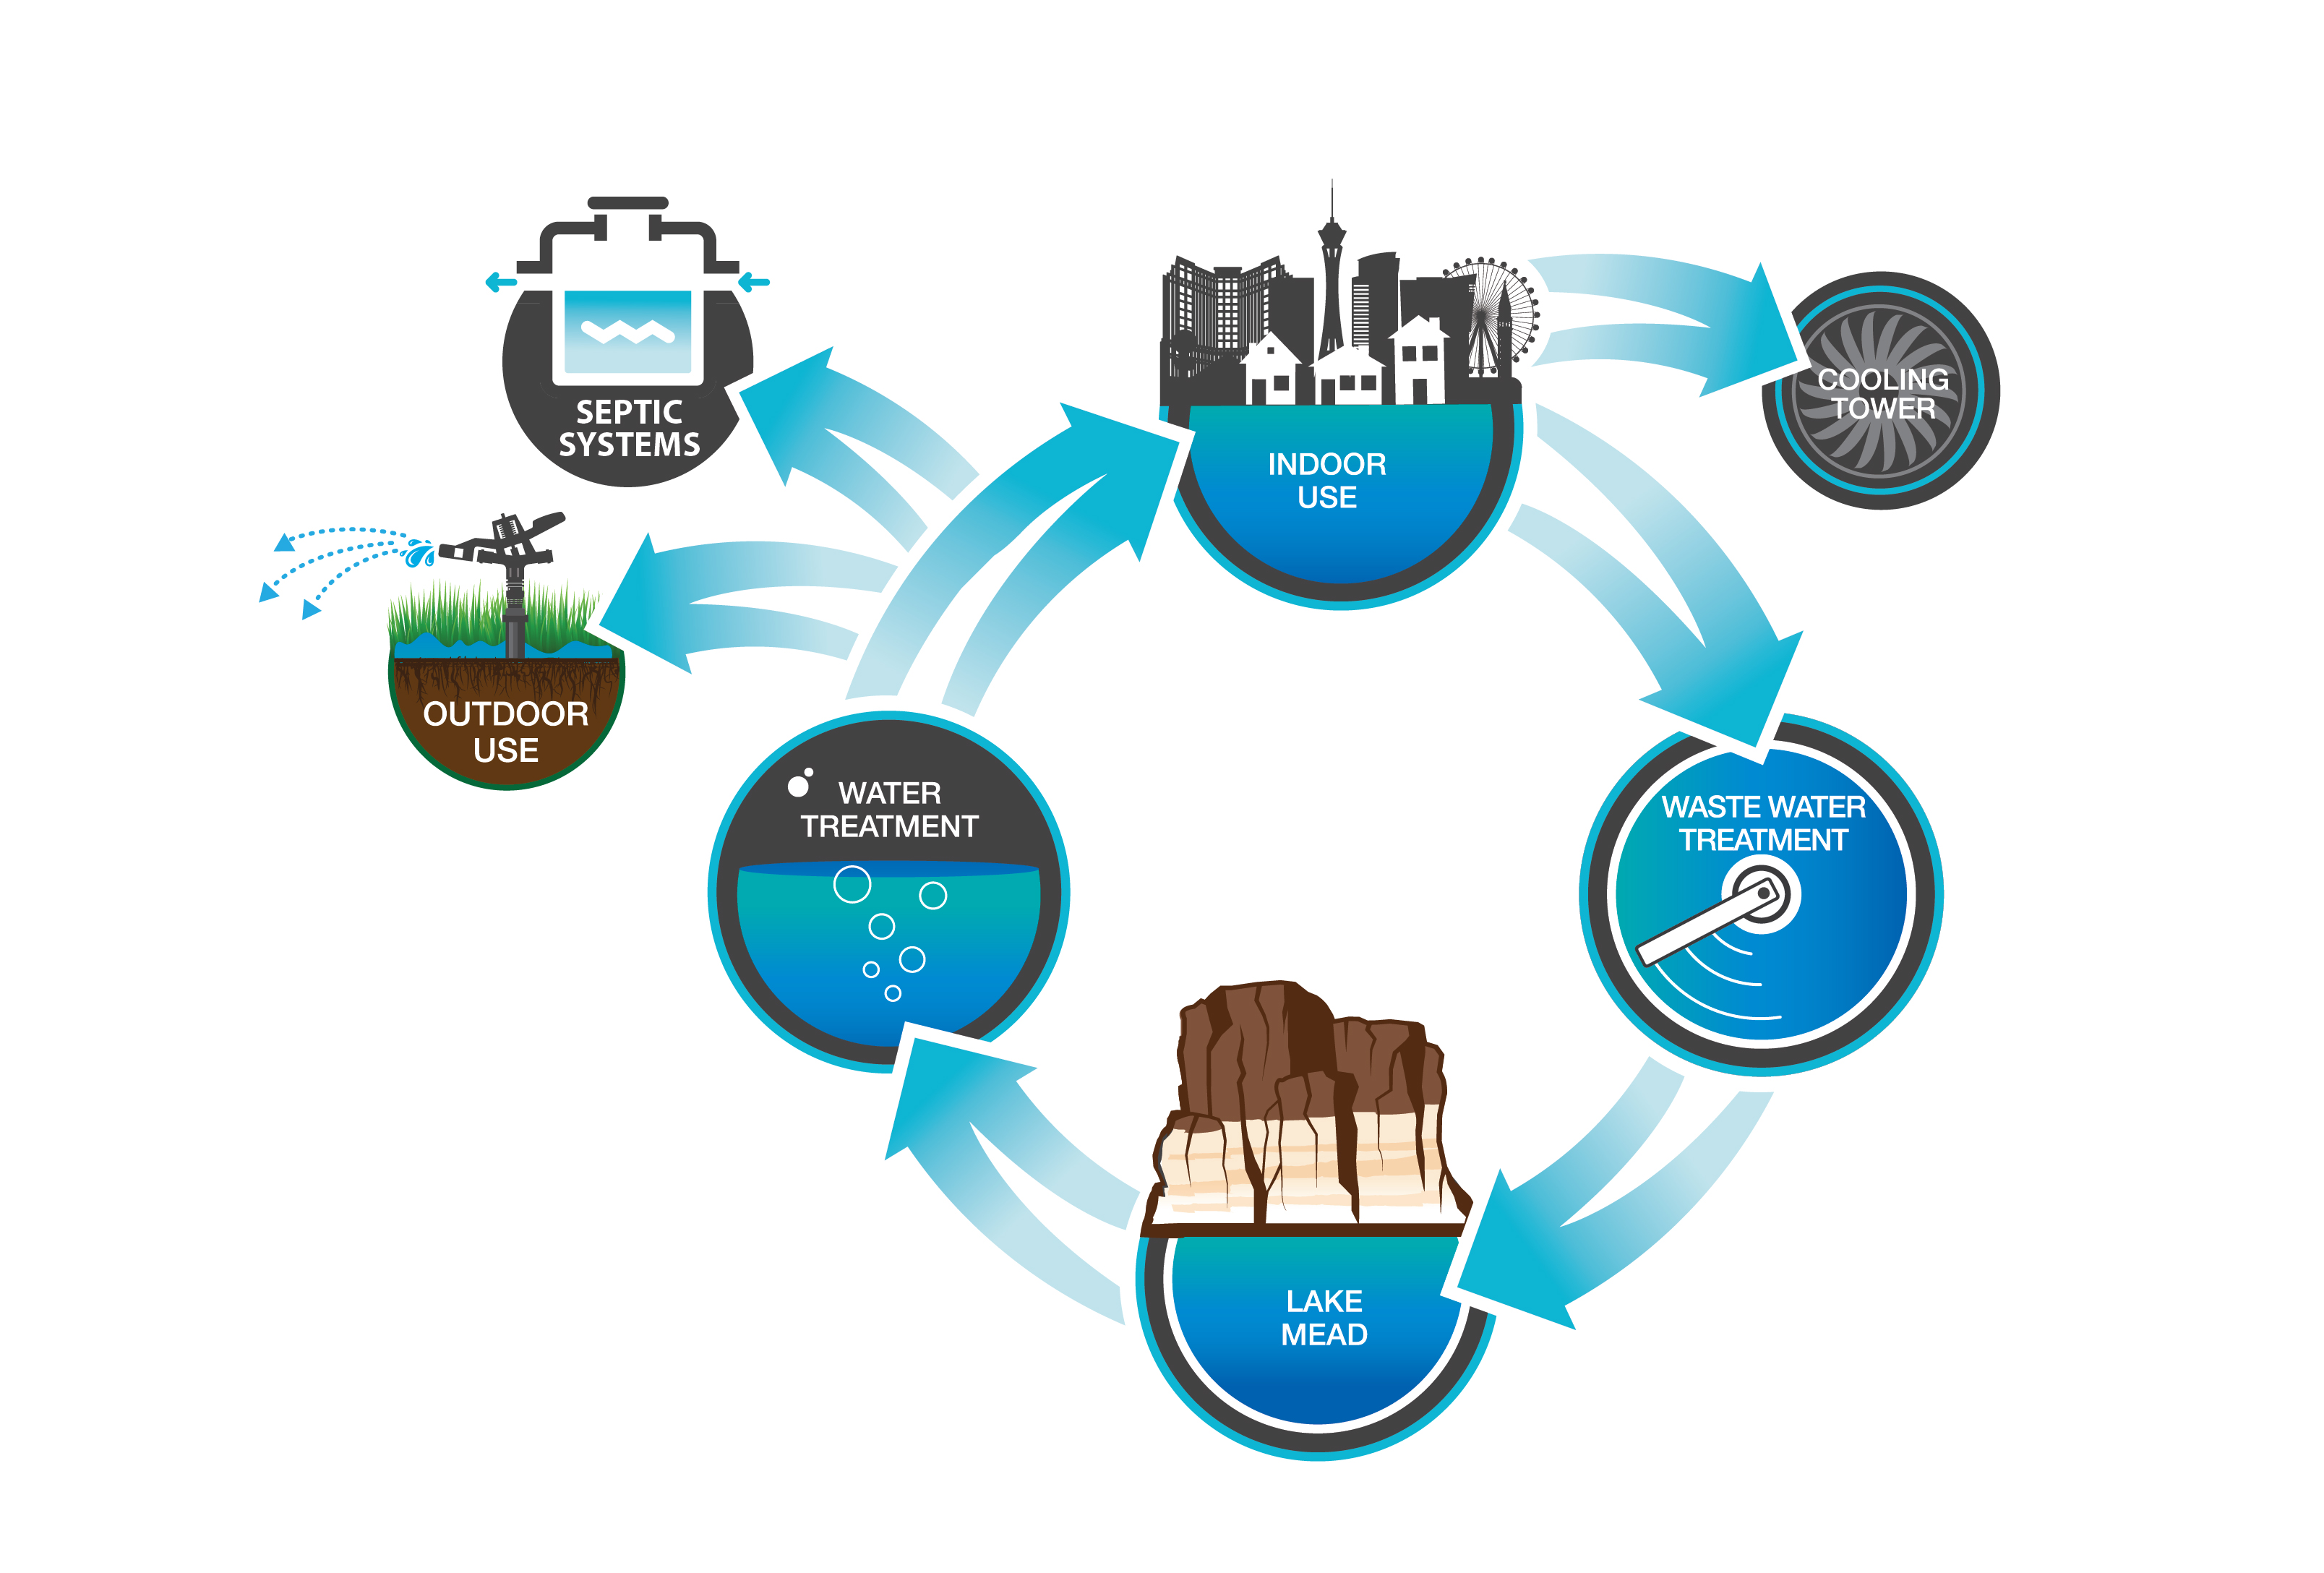 SEPTIC
SYSTEMS
INDOOR
USE
COOLING
TOWER
OUTDOOR
USE
WATER
TREATMENT
WASTE WATER
TREATMENT
LAKE
MEAD